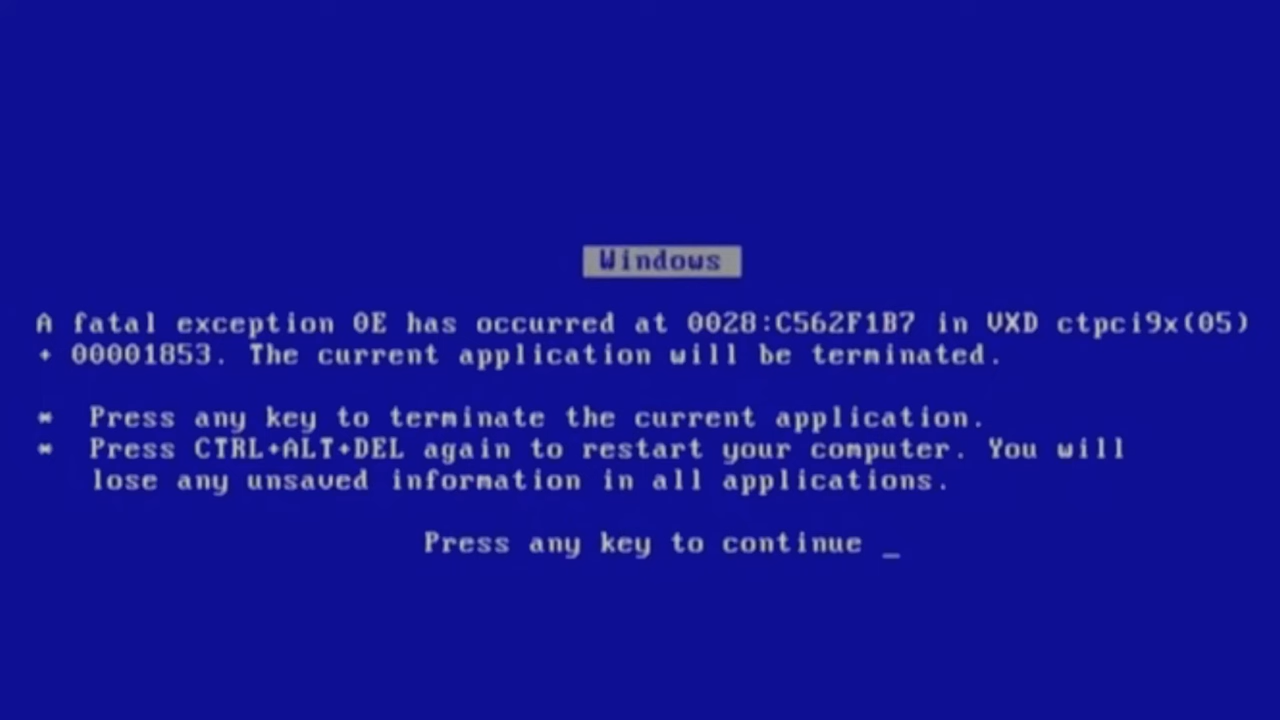 Windows
A fatal exception 0E has occurred at 0028:C562F1B7 in VXD ctpci9x(05)
+ 00001853. The current application will be terminated.
* Press any key to terminate the current application.
* Press CTRL+ALT+DEL again to restart your computer. You will
lose any unsaved information in all applications.
Press any key to continue _